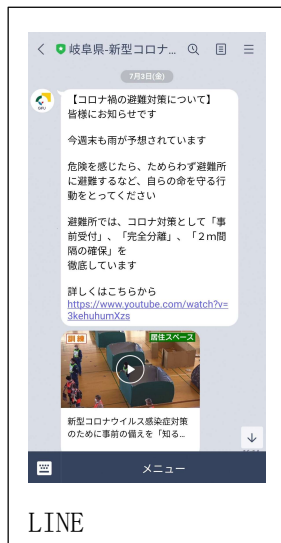 岐阜県-新型コロナ...
7月3日(金)
【コロナ禍の避難対策について】
皆様にお知らせです
今週末も雨が予想されています
危険を感じたら、ためらわず避難所
に避難するなど、自らの命を守る行
動をとってください
避難所では、コロナ対策として「事
前受付」、「完全分離」、「２ｍ間
隔の確保」を
徹底しています
詳しくはこちらから
https://www.youtube.com/watch?v=
3kehuhumXzs
訓練
居住スペース
新型コロナウイルス感染症対策
のために事前の備えを「知る...
メニュー
LINE